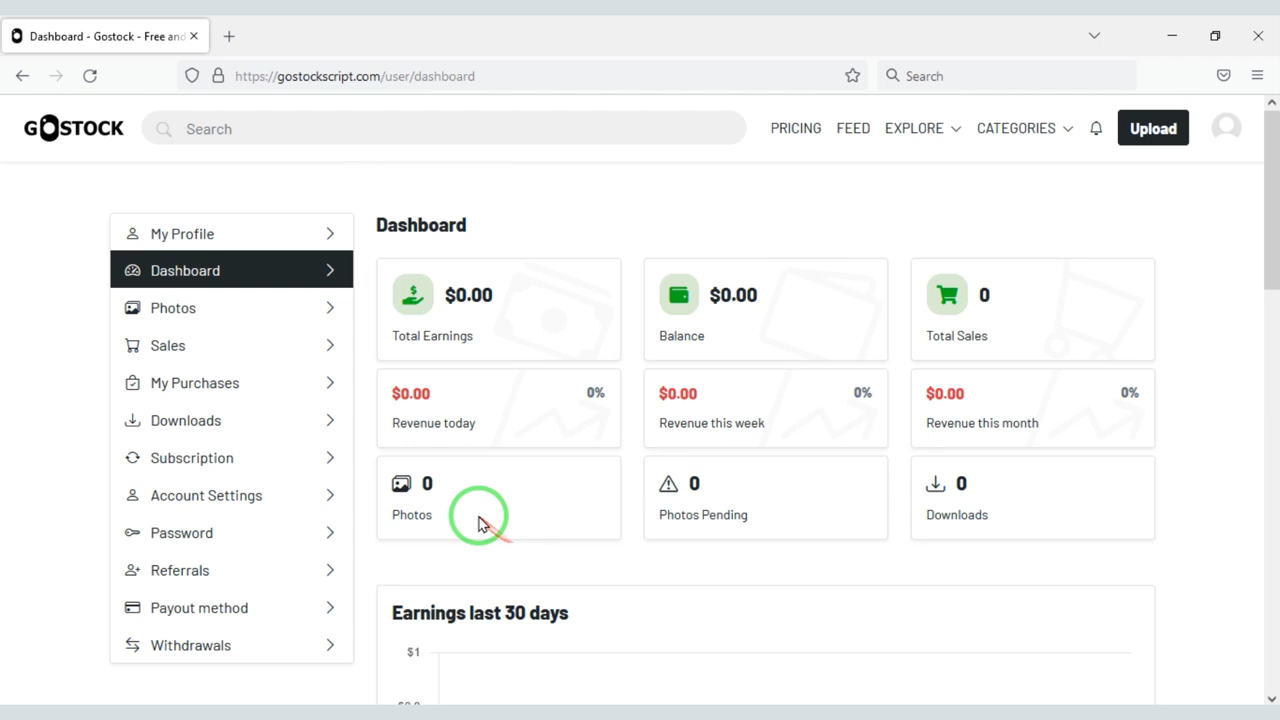 Dashboard - Gostock - Free and
https://gostockscript.com/user/dashboard
Search
GOSTOCK
Search
PRICING
FEED
EXPLORE
CATEGORIES
Upload
My Profile
Dashboard
Photos
Sales
My Purchases
Downloads
Subscription
Account Settings
Password
Referrals
Payout method
Withdrawals
Dashboard
$0.00
Total Earnings
$0.00
Balance
0
Total Sales
$0.00 0%
Revenue today
$0.00 0%
Revenue this week
$0.00 0%
Revenue this month
0
Photos
0
Photos Pending
0
Downloads
Earnings last 30 days
$1